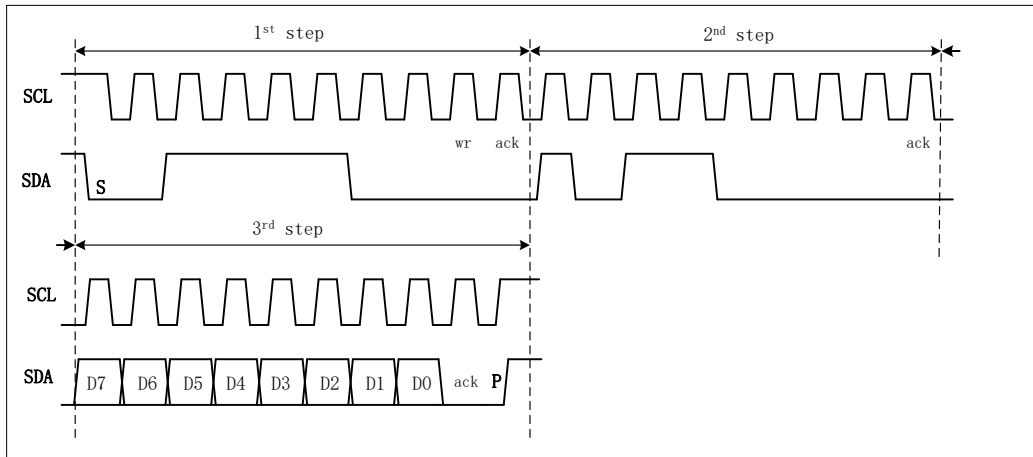 1st step 2nd step
SCL
wr ack ack
SDA S
3rd step
SCL
SDA D7 D6 D5 D4 D3 D2 D1 D0 ack P